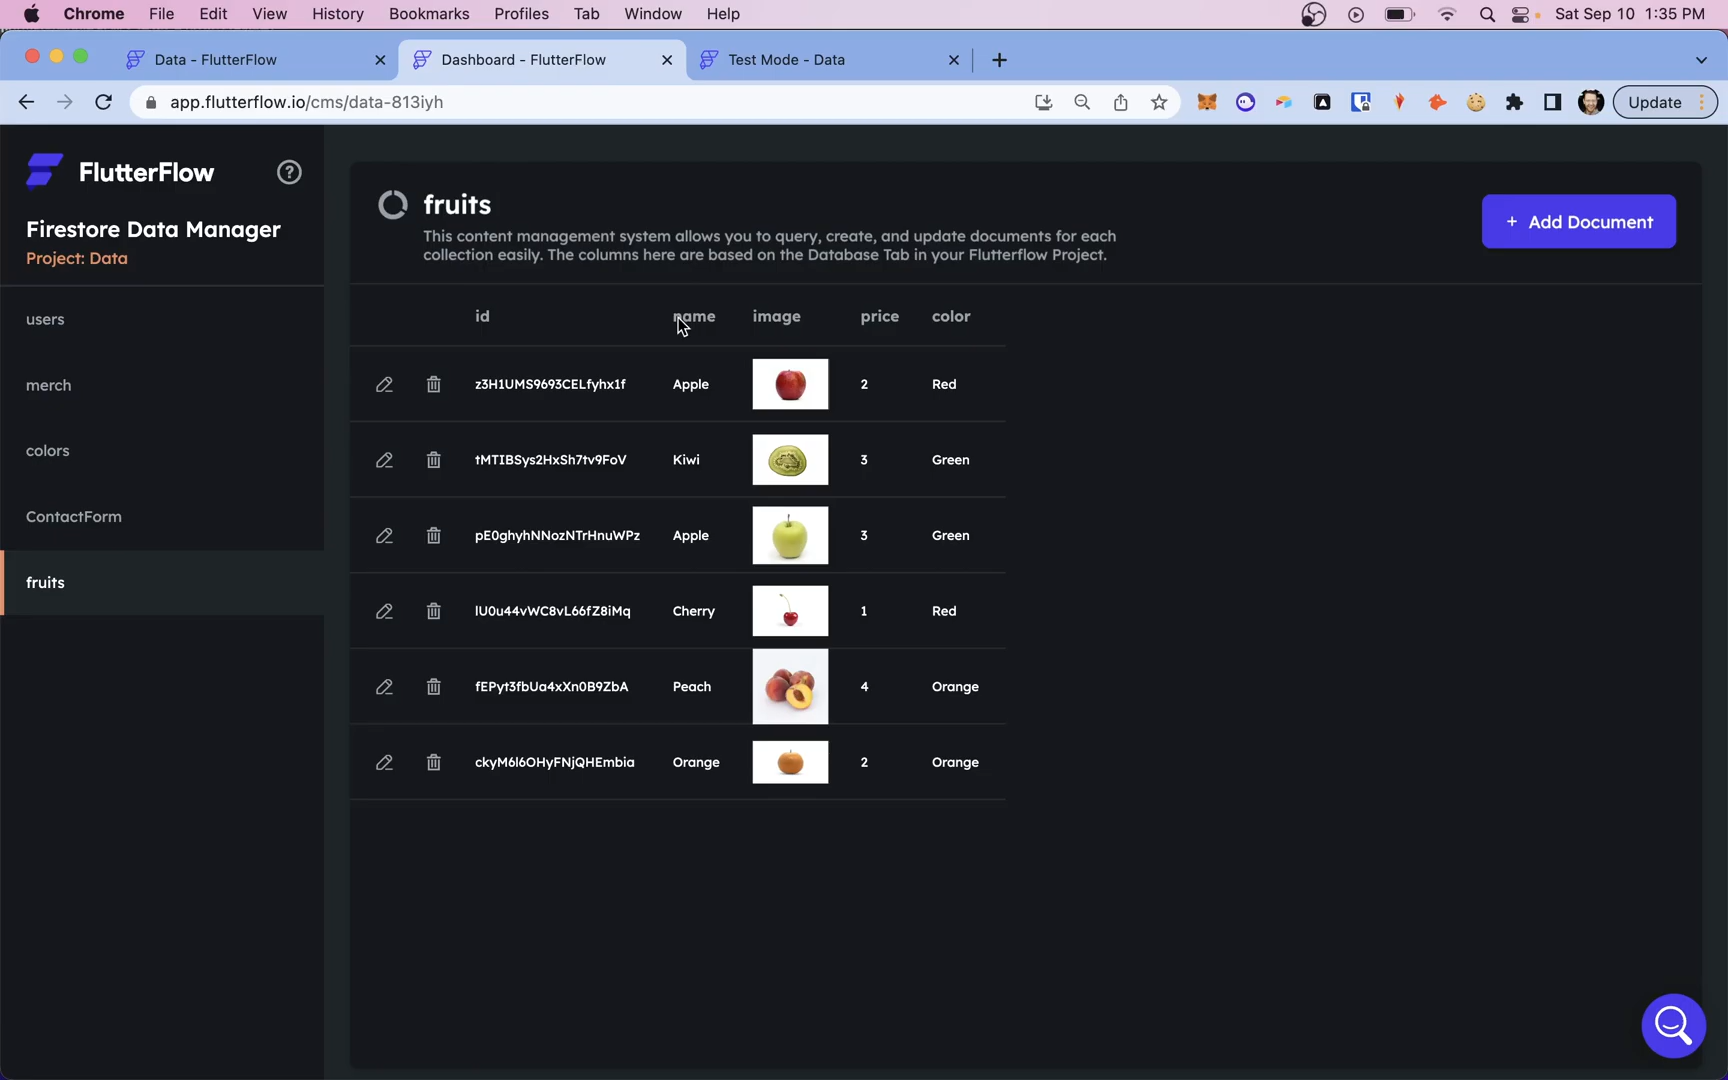 Chrome File Edit View History Bookmarks Profiles Tab Window Help Sat Sep 10 1:35 PM
Data - FlutterFlow Dashboard - FlutterFlow Test Mode - Data
app.flutterflow.io/cms/data-813iyh Update
FlutterFlow
Firestore Data Manager
Project: Data
users
merch
colors
ContactForm
fruits
fruits
This content management system allows you to query, create, and update documents for each
collection easily. The columns here are based on the Database Tab in your Flutterflow Project.
+ Add Document
id name image price color
z3H1UMS9693CELfyhx1f Apple 2 Red
tMTIBSys2HxSh7tv9FoV Kiwi 3 Green
pE0ghyhNNozNTrHnuWPz Apple 3 Green
lU0u44vWC8vL66fZ8iMq Cherry 1 Red
fEPyt3fbUa4xXn0B9ZbA Peach 4 Orange
ckyM6l6OHyFNjQHEmbia Orange 2 Orange